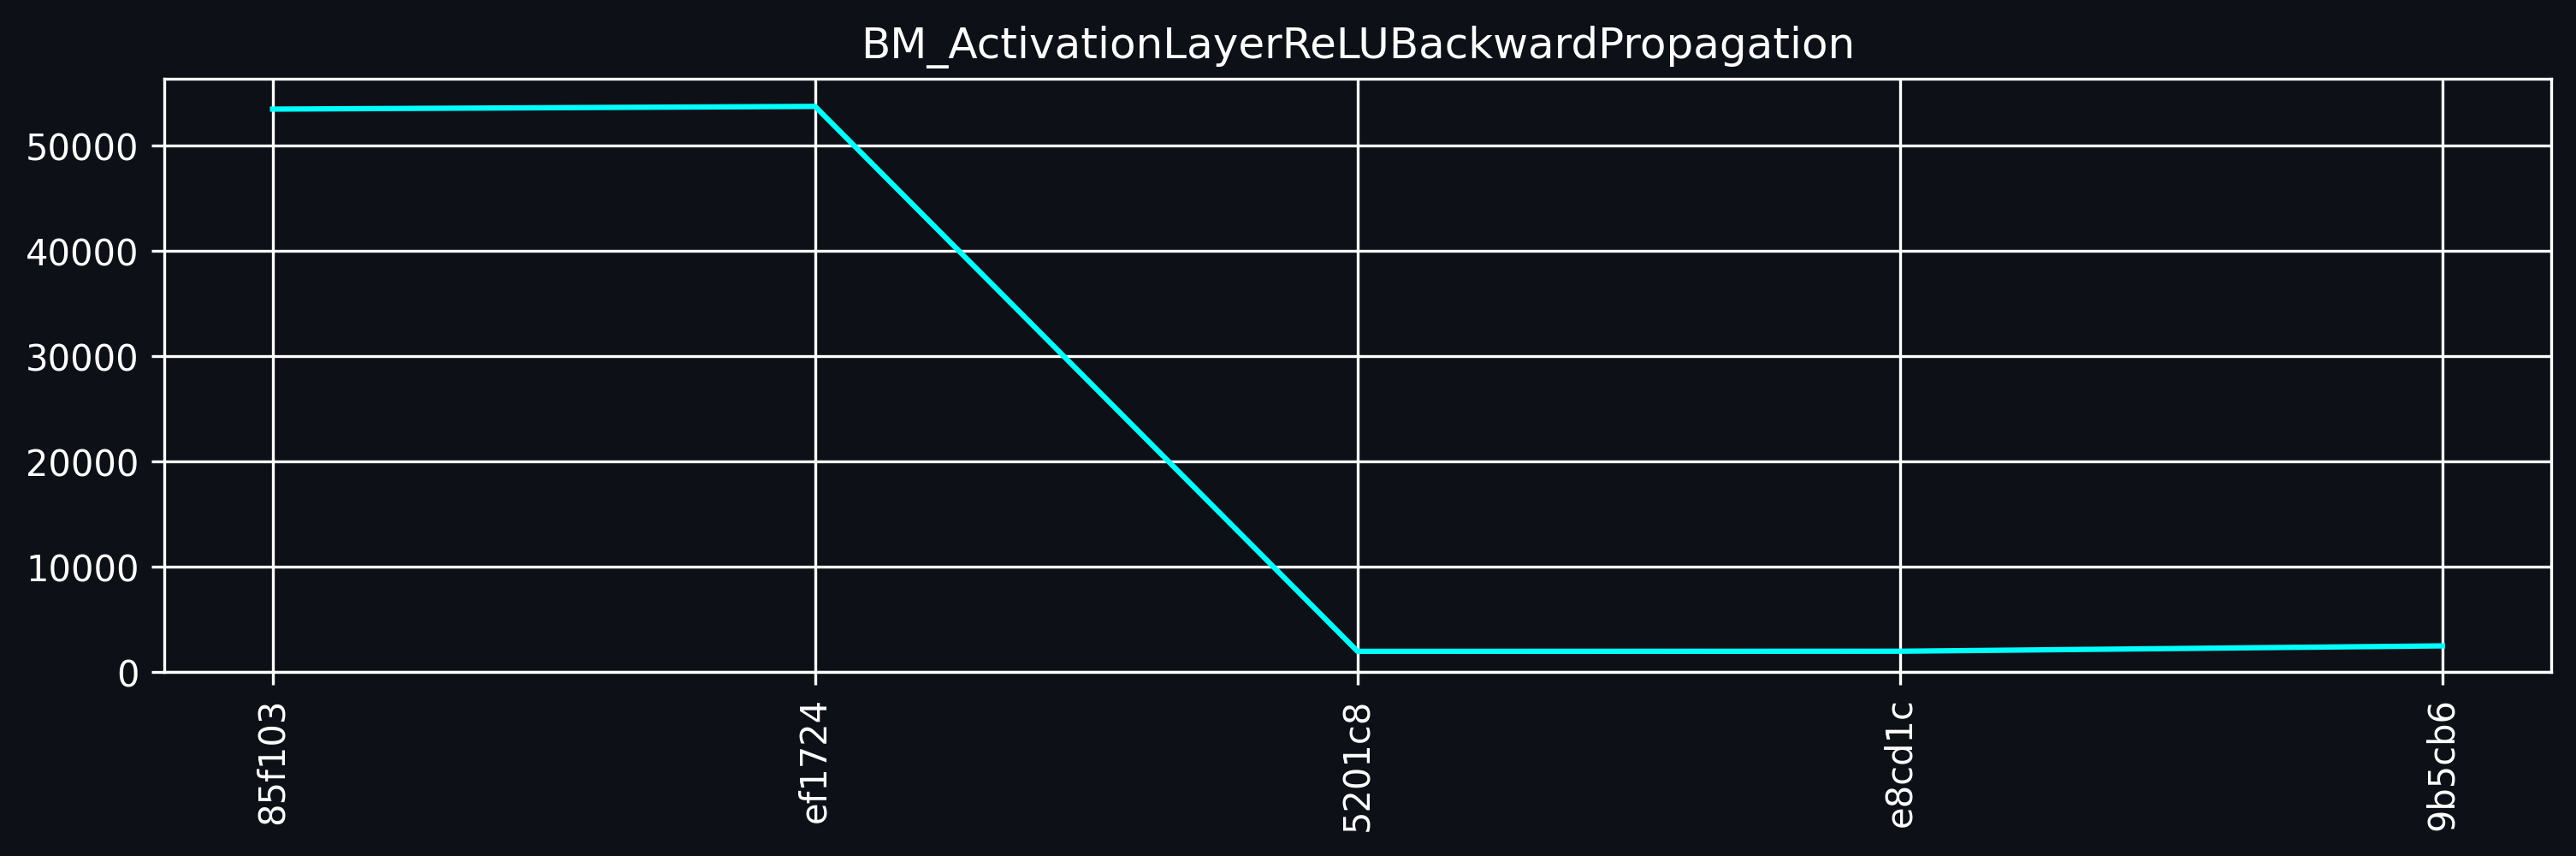 BM_ActivationLayerReLUBackwardPropagation
50000
40000
30000
20000
10000
0
85f103
ef1724
5201c8
e8cd1c
9b5cb6